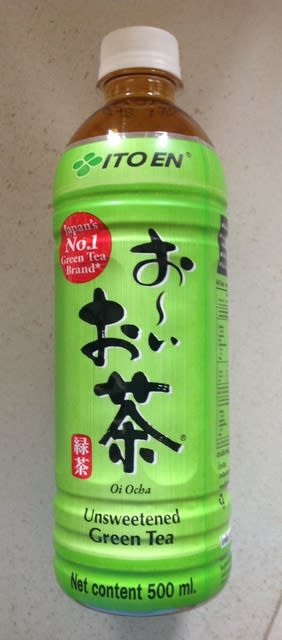 ITO EN®
Japan's
No.1
Green Tea
Brand*
お〜い
お茶®
緑茶
Oi Ocha
Unsweetened
Green Tea
Net content 500 ml.